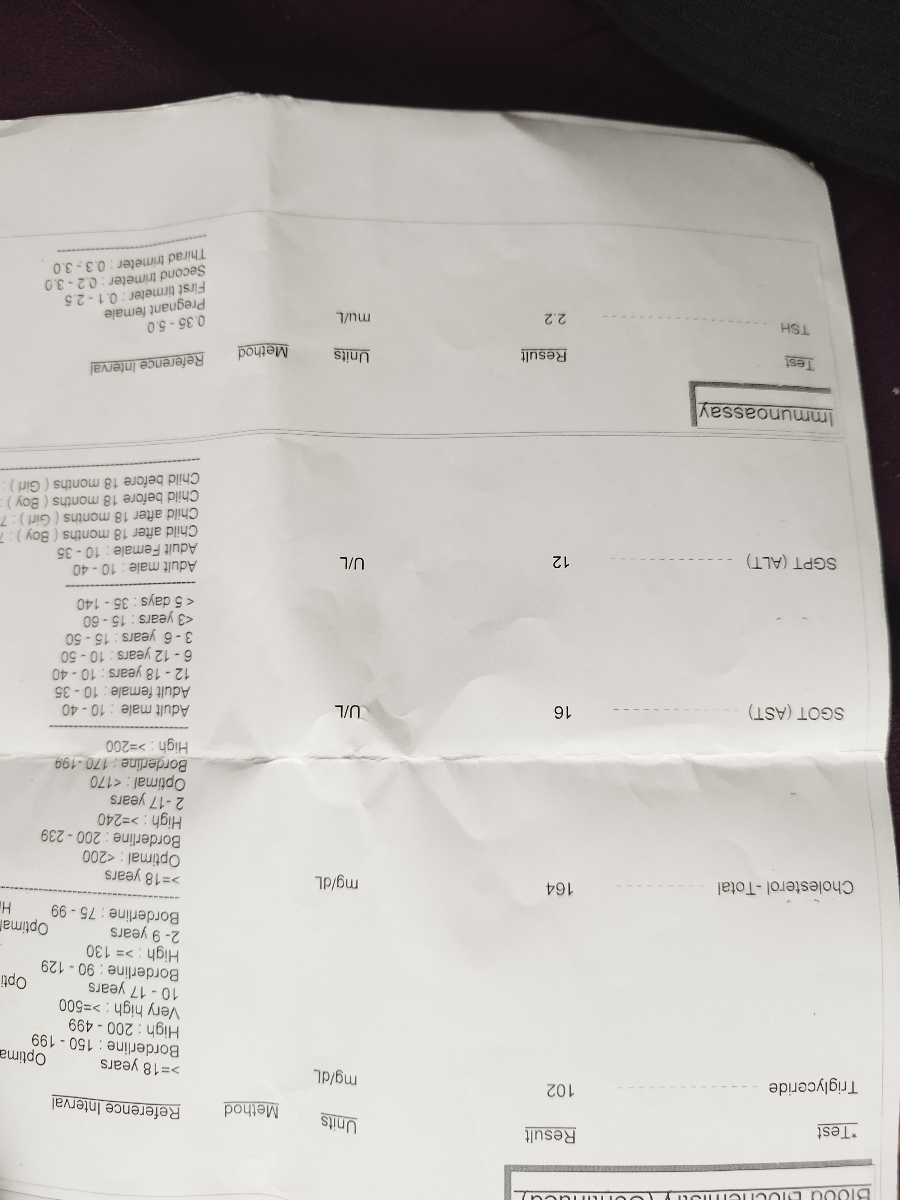 Blood Biochemistry (Continued)
*Test Result Units Method Reference Interval
Triglyceride 102 mg/dL >=18 years
Borderline : 150 - 199
High : 200 - 499
Very high : >=500
10 - 17 years
Borderline : 90 - 129
High : >= 130
2- 9 years
Borderline : 75 - 99
Cholesterol -Total- 164 mg/dL >=18 years
Optimal : <200
Borderline : 200 - 239
High : >=240
2 -17 years
Optimal : <170
Borderline : 170 -199
High : >=200
SGOT (AST) 16 U/L Adult male : 10 - 40
Adult female : 10 - 35
12 - 18 years : 10 - 40
6 - 12 years : 10 - 50
3 - 6 years : 15 - 50
<3 years : 15 - 60
< 5 days : 35 - 140
SGPT (ALT) 12 U/L Adult male : 10 - 40
Adult Female : 10 - 35
Child after 18 months ( Boy ) : 7
Child after 18 months ( Girl ) : 7
Child before 18 months ( Boy ) :
Child before 18 months ( Girl ) :
Immunoassay
Test Result Units Method Reference Interval
TSH 2.2 mu/L 0.35 - 5.0
Pregnant female
First tirmeter : 0.1 - 2.5
Second trimeter : 0.2 - 3.0
Thirad trimeter : 0.3 - 3.0